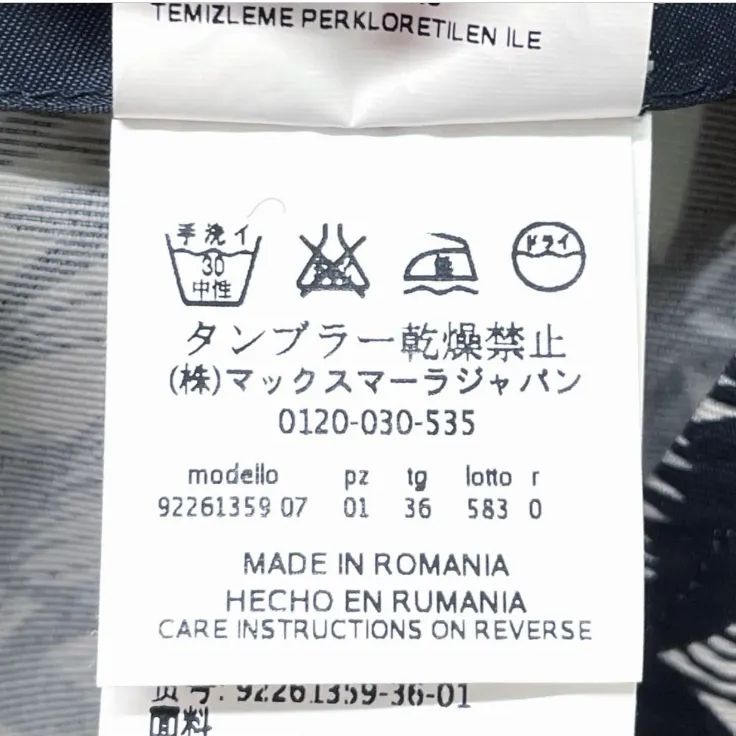 TEMIZLEME PERKLORETILEN ILE
手洗イ
30
中性
ドライ
タンブラー乾燥禁止
(株)マックスマーラジャパン
0120-030-535
modello pz tg lotto r
92261359 07 01 36 583 0
MADE IN ROMANIA
HECHO EN RUMANIA
CARE INSTRUCTIONS ON REVERSE
货号: 92261359-36-01
面料